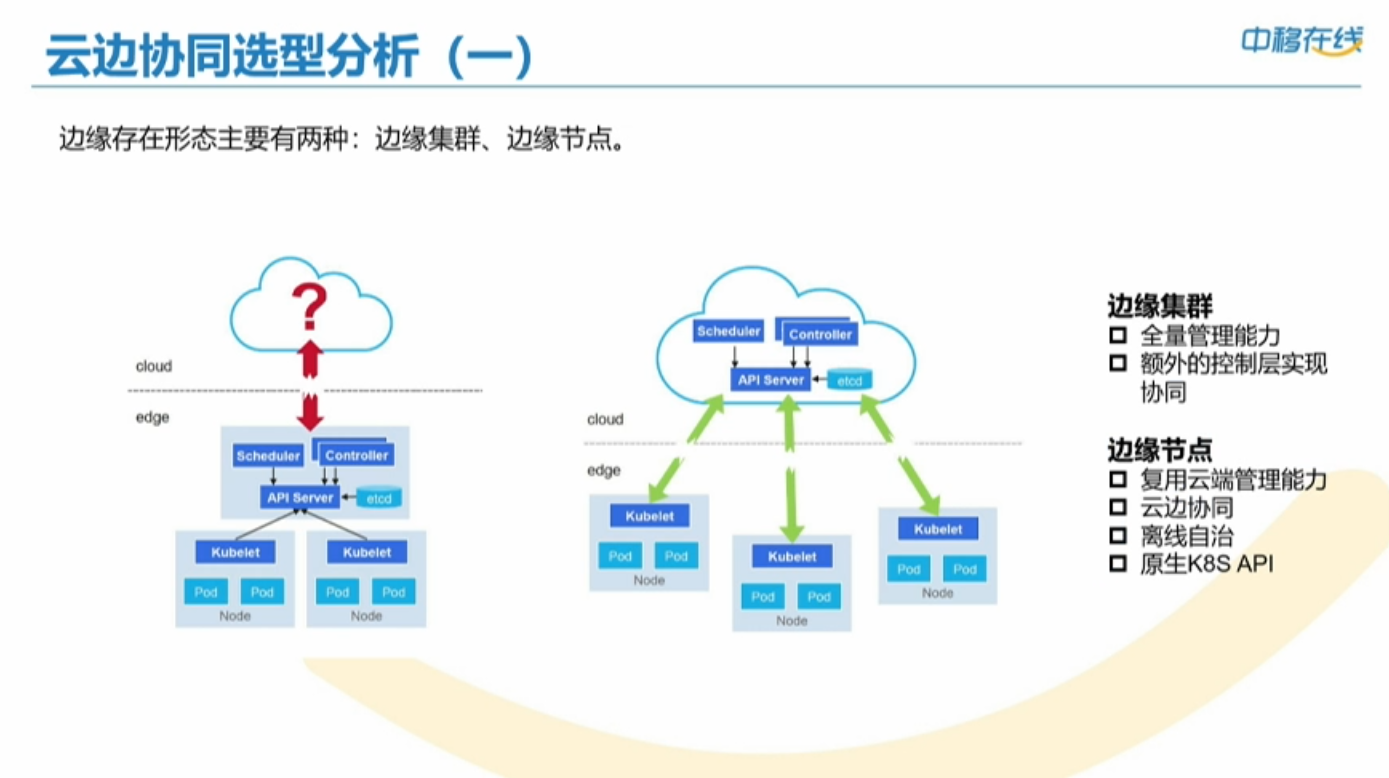 云边协同选型分析（一）
中移在线
边缘存在形态主要有两种：边缘集群、边缘节点。
?
cloud
edge
Scheduler
Controller
API Server
etcd
Kubelet
Kubelet
Pod
Pod
Pod
Pod
Node
Node
Scheduler
Controller
API Server
etcd
cloud
edge
Kubelet
Pod
Pod
Node
Kubelet
Pod
Pod
Node
Kubelet
Pod
Pod
Node
边缘集群
全量管理能力
额外的控制层实现
协同
边缘节点
复用云端管理能力
云边协同
离线自治
原生K8S API